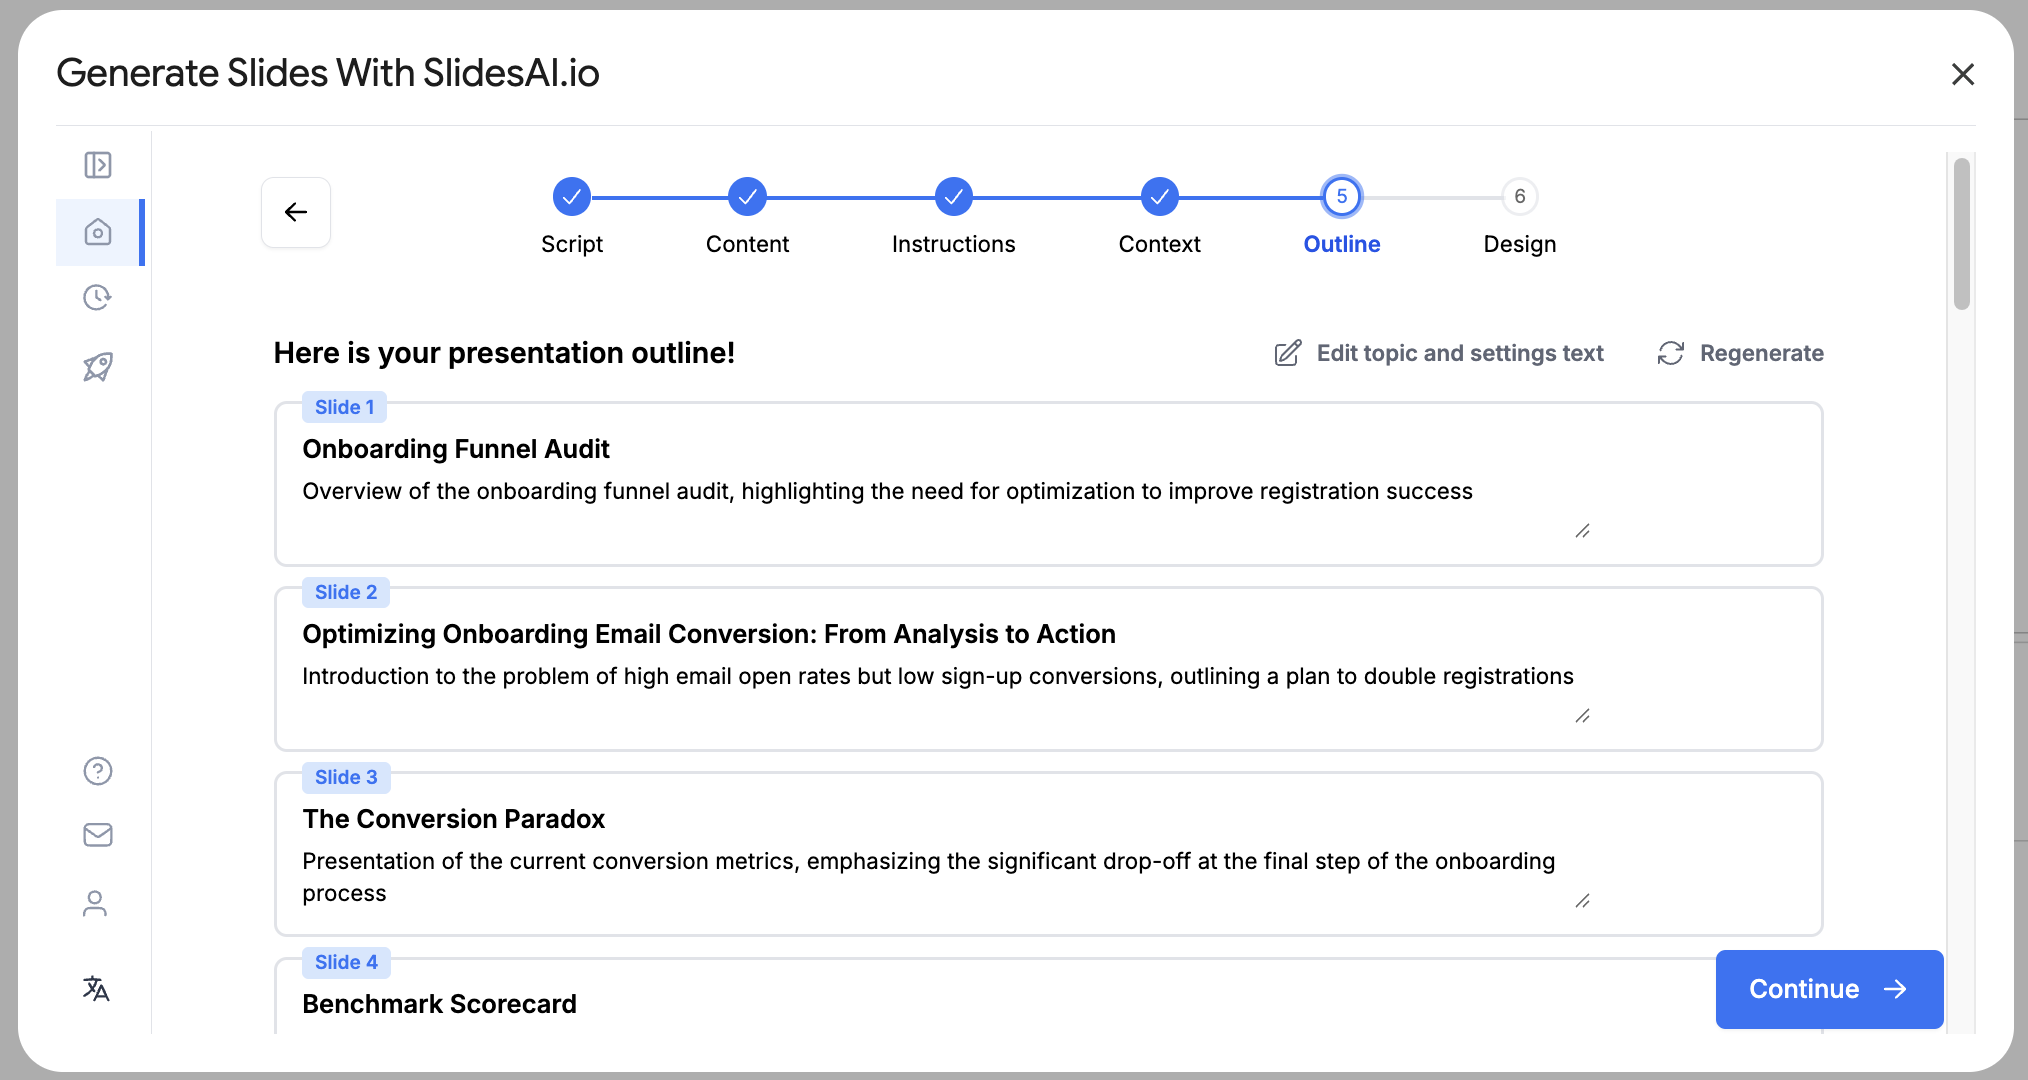 Generate Slides With SlidesAI.io
Script
Content
Instructions
Context
5
Outline
6
Design
Here is your presentation outline!
Edit topic and settings text
Regenerate
Slide 1
Onboarding Funnel Audit
Overview of the onboarding funnel audit, highlighting the need for optimization to improve registration success
Slide 2
Optimizing Onboarding Email Conversion: From Analysis to Action
Introduction to the problem of high email open rates but low sign-up conversions, outlining a plan to double registrations
Slide 3
The Conversion Paradox
Presentation of the current conversion metrics, emphasizing the significant drop-off at the final step of the onboarding
process
Slide 4
Benchmark Scorecard
Continue